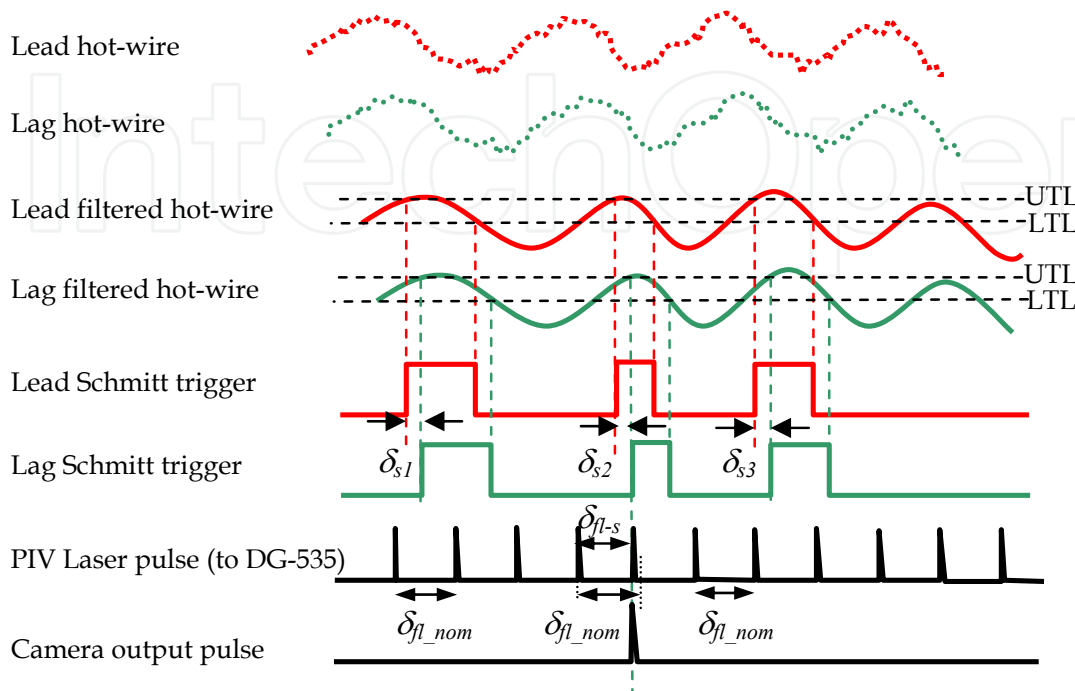 Lead hot-wire
Lag hot-wire
IntechOpen
Lead filtered hot-wire
UTL
LTL
Lag filtered hot-wire
UTL
LTL
Lead Schmitt trigger
δs1 δs2 δs3
Lag Schmitt trigger
δfl-s
PIV Laser pulse (to DG-535)
δfl_nom δfl_nom δfl_nom
Camera output pulse